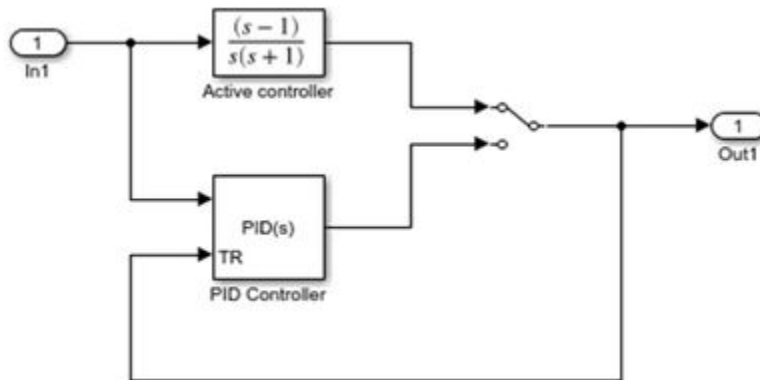 1
In1
(s − 1)
s(s + 1)
Active controller
PID(s)
TR
PID Controller
1
Out1